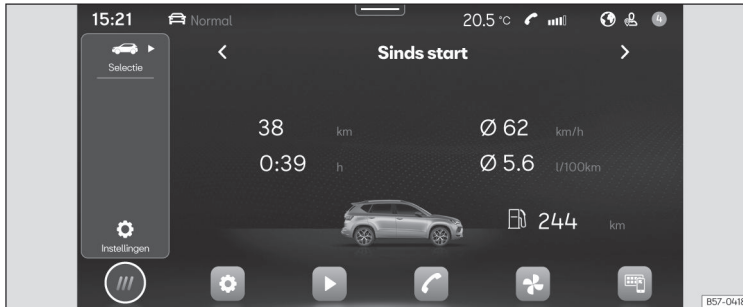 15:21 Normal 20.5 °C 4
Selectie
Sinds start
38 km Ø 62 km/h
0:39 h Ø 5.6 l/100km
244 km
Instellingen
B57-0418